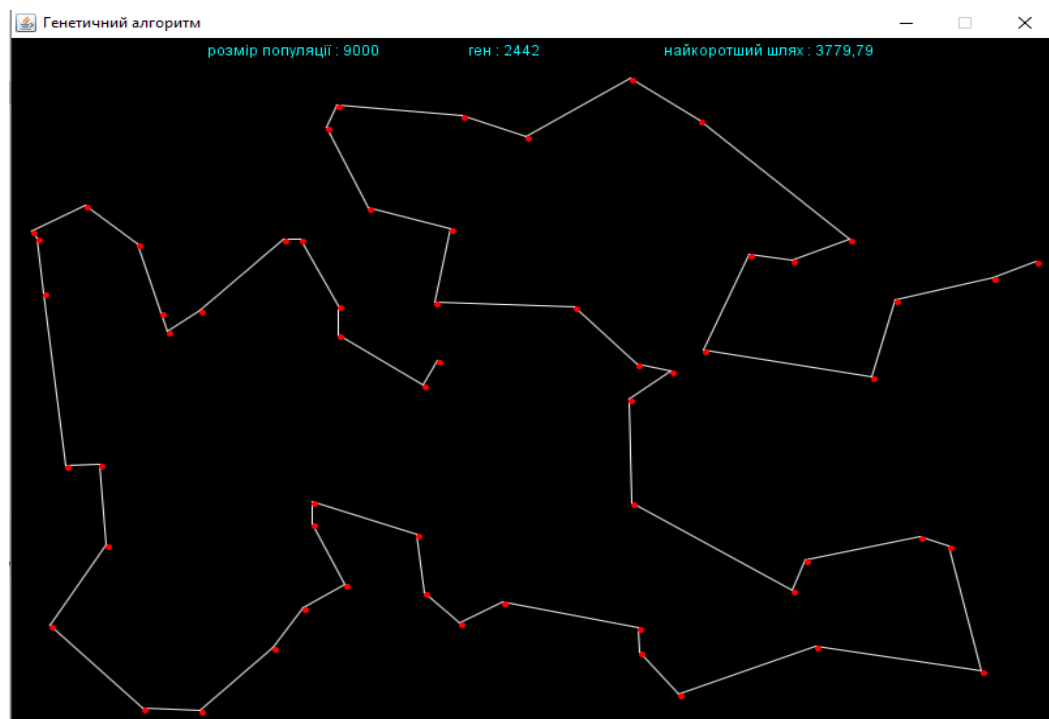 Генетичний алгоритм
розмір популяції : 9000 ген : 2442 найкоротший шлях : 3779,79